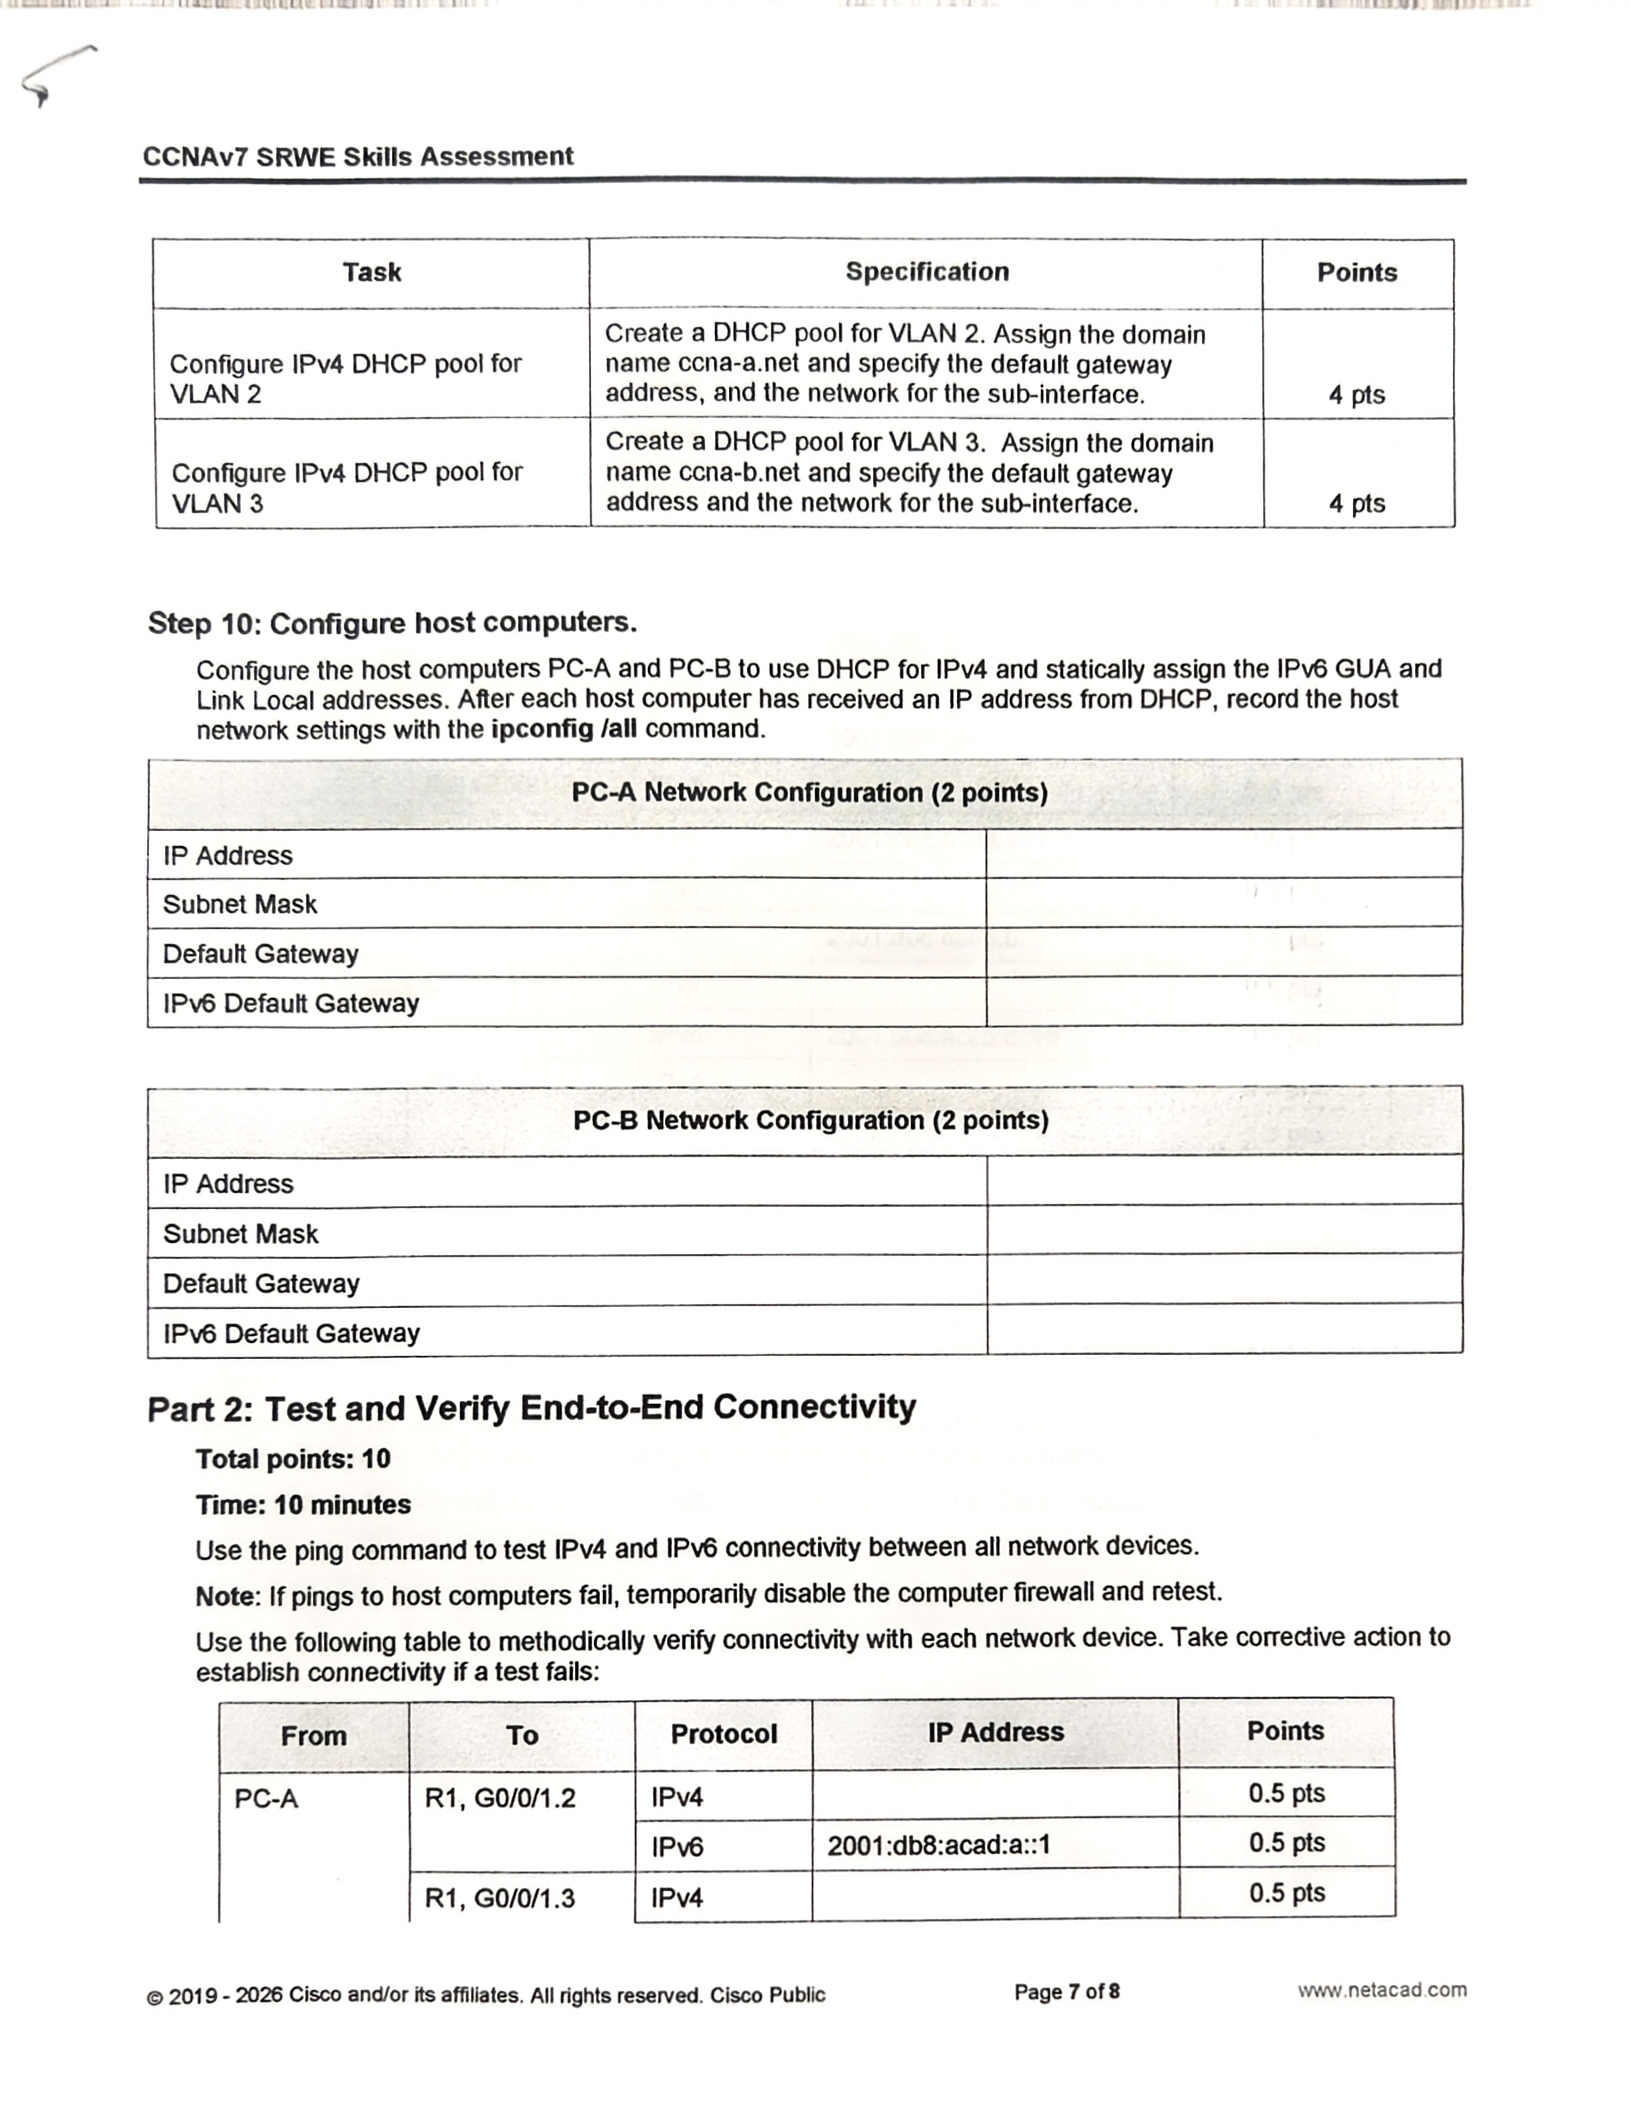 CCNAv7 SRWE Skills Assessment
Task Specification Points
Configure IPv4 DHCP pool for
VLAN 2
Create a DHCP pool for VLAN 2. Assign the domain
name ccna-a.net and specify the default gateway
address, and the network for the sub-interface.
4 pts
Configure IPv4 DHCP pool for
VLAN 3
Create a DHCP pool for VLAN 3. Assign the domain
name ccna-b.net and specify the default gateway
address and the network for the sub-interface.
4 pts
Step 10: Configure host computers.
Configure the host computers PC-A and PC-B to use DHCP for IPv4 and statically assign the IPv6 GUA and
Link Local addresses. After each host computer has received an IP address from DHCP, record the host
network settings with the ipconfig /all command.
PC-A Network Configuration (2 points)
IP Address
Subnet Mask
Default Gateway
IPv6 Default Gateway
PC-B Network Configuration (2 points)
IP Address
Subnet Mask
Default Gateway
IPv6 Default Gateway
Part 2: Test and Verify End-to-End Connectivity
Total points: 10
Time: 10 minutes
Use the ping command to test IPv4 and IPv6 connectivity between all network devices.
Note: If pings to host computers fail, temporarily disable the computer firewall and retest.
Use the following table to methodically verify connectivity with each network device. Take corrective action to
establish connectivity if a test fails:
From To Protocol IP Address Points
PC-A R1, G0/0/1.2 IPv4 0.5 pts
IPv6 2001:db8:acad:a::1 0.5 pts
R1, G0/0/1.3 IPv4 0.5 pts
© 2019 - 2026 Cisco and/or its affiliates. All rights reserved. Cisco Public Page 7 of 8 www.netacad.com